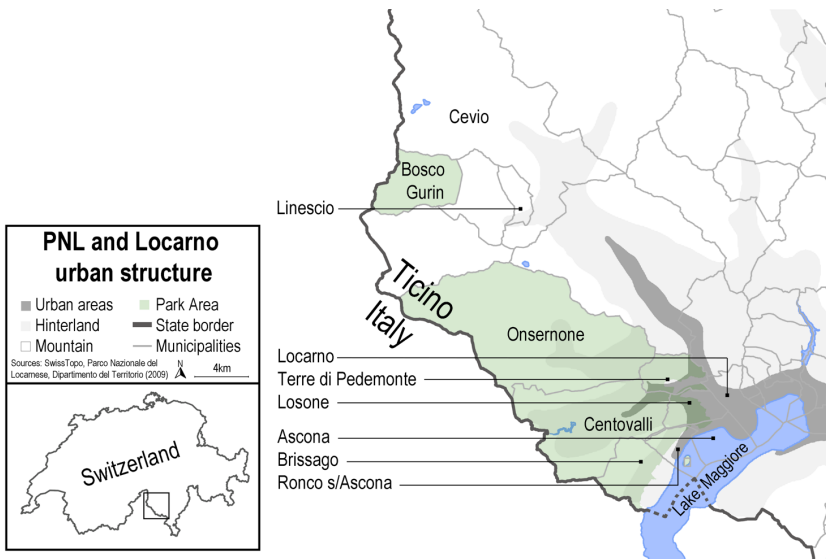 Cevio
Bosco
Gurin
Linescio
PNL and Locarno
urban structure
Urban areas
Park Area
Hinterland
State border
Mountain
Municipalities
Sources: SwissTopo, Parco Nazionale del
Locarnese, Dipartimento del Territorio (2009)
N
4km
Ticino
Italy
Onsernone
Locarno
Terre di Pedemonte
Losone
Centovalli
Ascona
Brissago
Ronco s/Ascona
Lake Maggiore
Switzerland